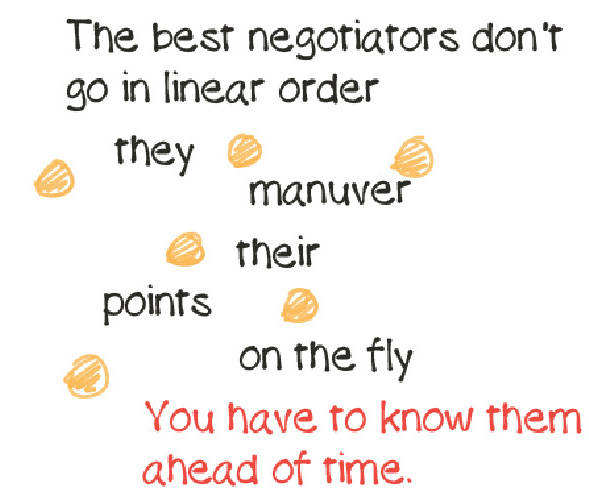 The best negotiators don't
go in linear order
they
manuver
their
points
on the fly
You have to know them
ahead of time.